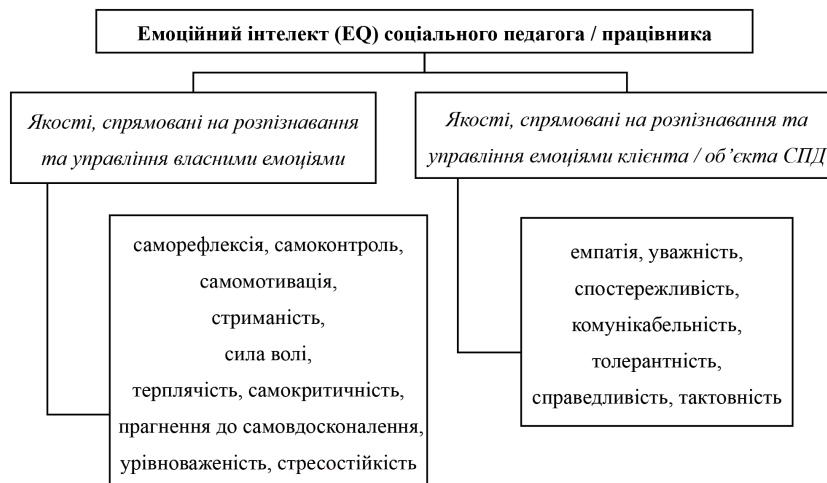 Емоційний інтелект (EQ) соціального педагога / працівника
Якості, спрямовані на розпізнавання
та управління власними емоціями
Якості, спрямовані на розпізнавання та
управління емоціями клієнта / об’єкта СПД
саморефлексія, самоконтроль,
самомотивація,
стриманість,
сила волі,
терплячість, самокритичність,
прагнення до самовдосконалення,
урівноваженість, стресостійкість
емпатія, уважність,
спостережливість,
комунікабельність,
толерантність,
справедливість, тактовність